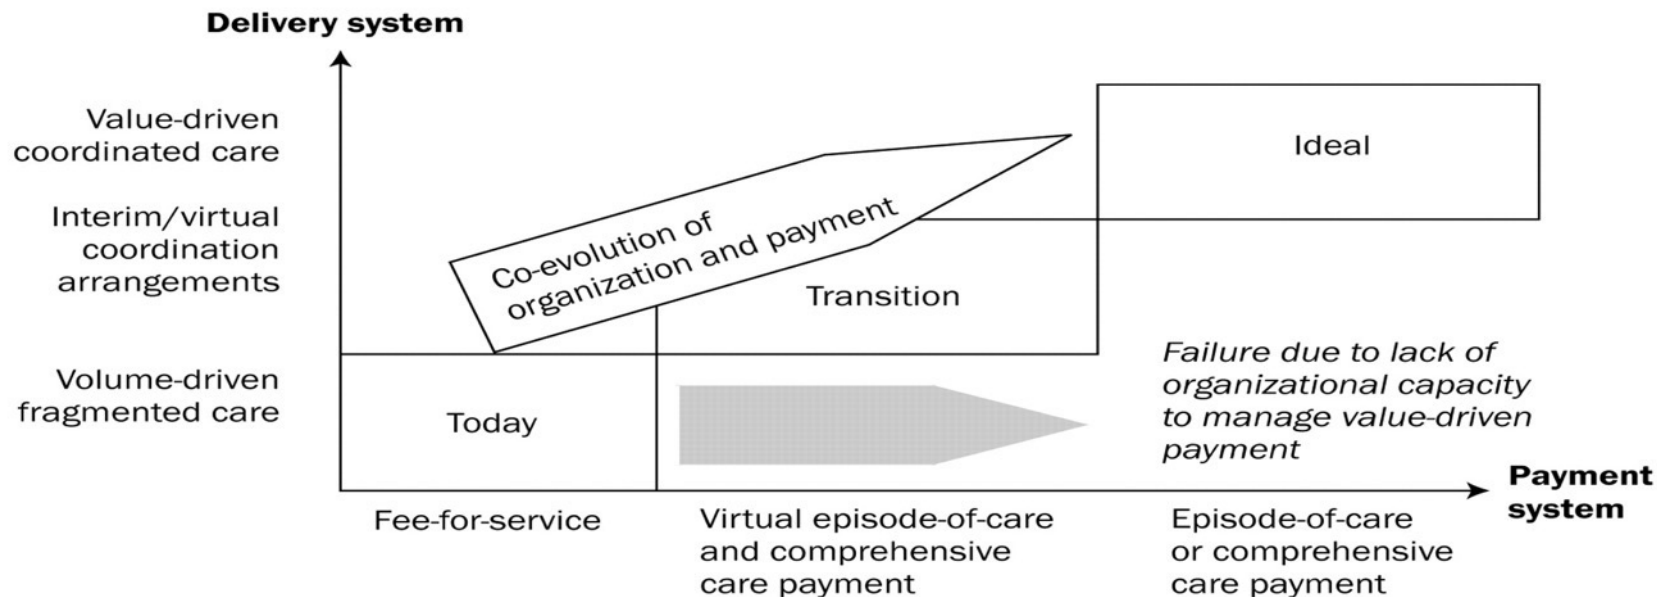 Delivery system
Value-driven
coordinated care
Interim/virtual
coordination
arrangements
Volume-driven
fragmented care
Ideal
Co-evolution of
organization and payment
Transition
Today
Failure due to lack of
organizational capacity
to manage value-driven
payment
Payment
system
Fee-for-service
Virtual episode-of-care
and comprehensive
care payment
Episode-of-care
or comprehensive
care payment